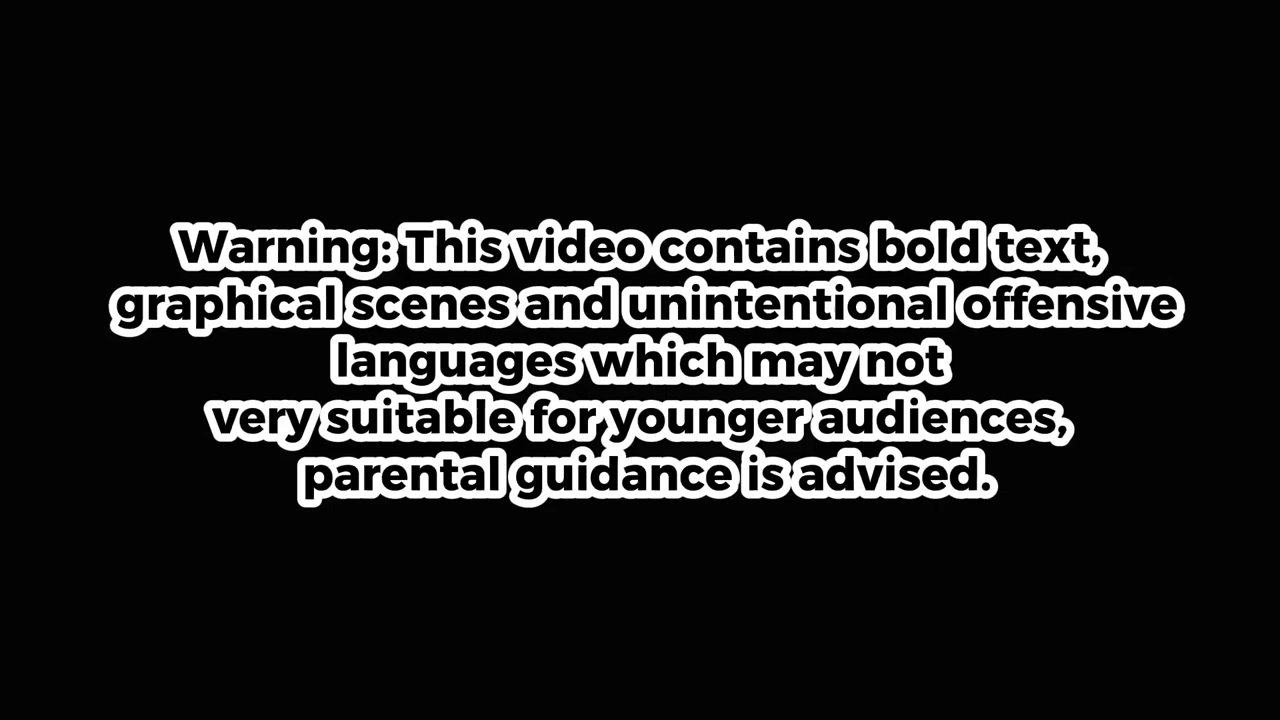 Warning: This video contains bold text,
graphical scenes and unintentional offensive
languages which may not
very suitable for younger audiences,
parental guidance is advised.